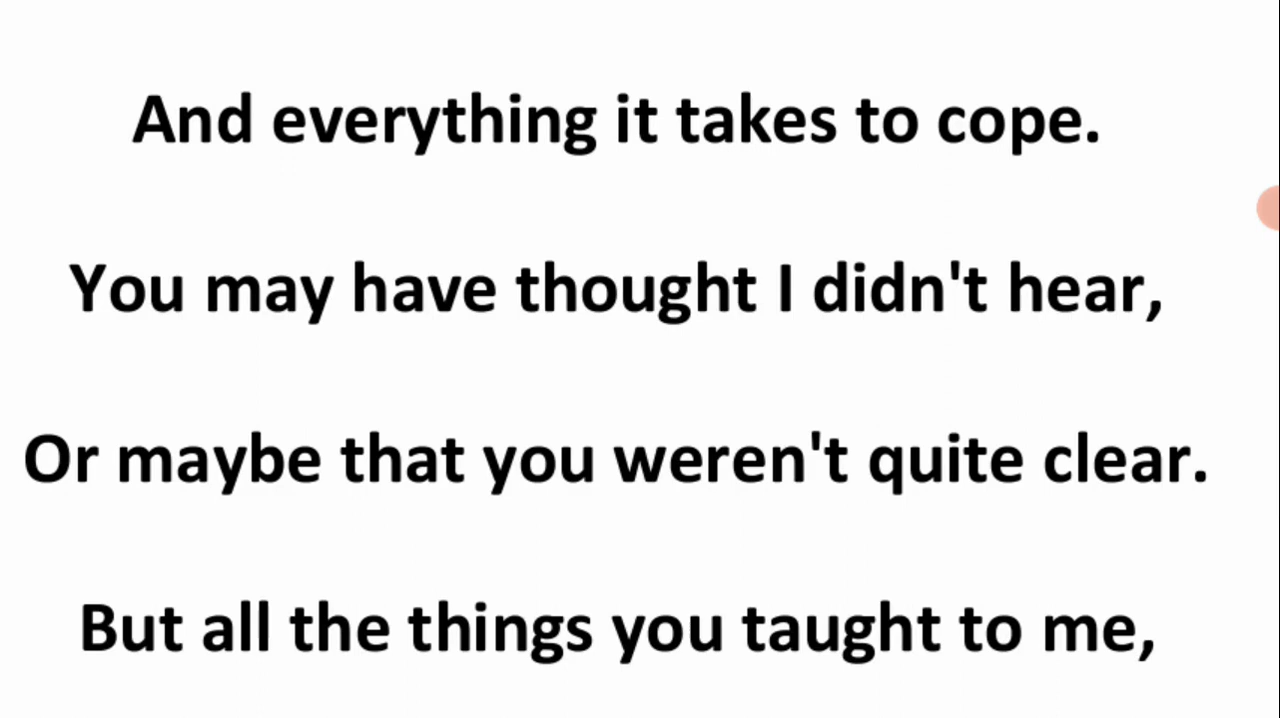 And everything it takes to cope.
You may have thought I didn't hear,
Or maybe that you weren't quite clear.
But all the things you taught to me,